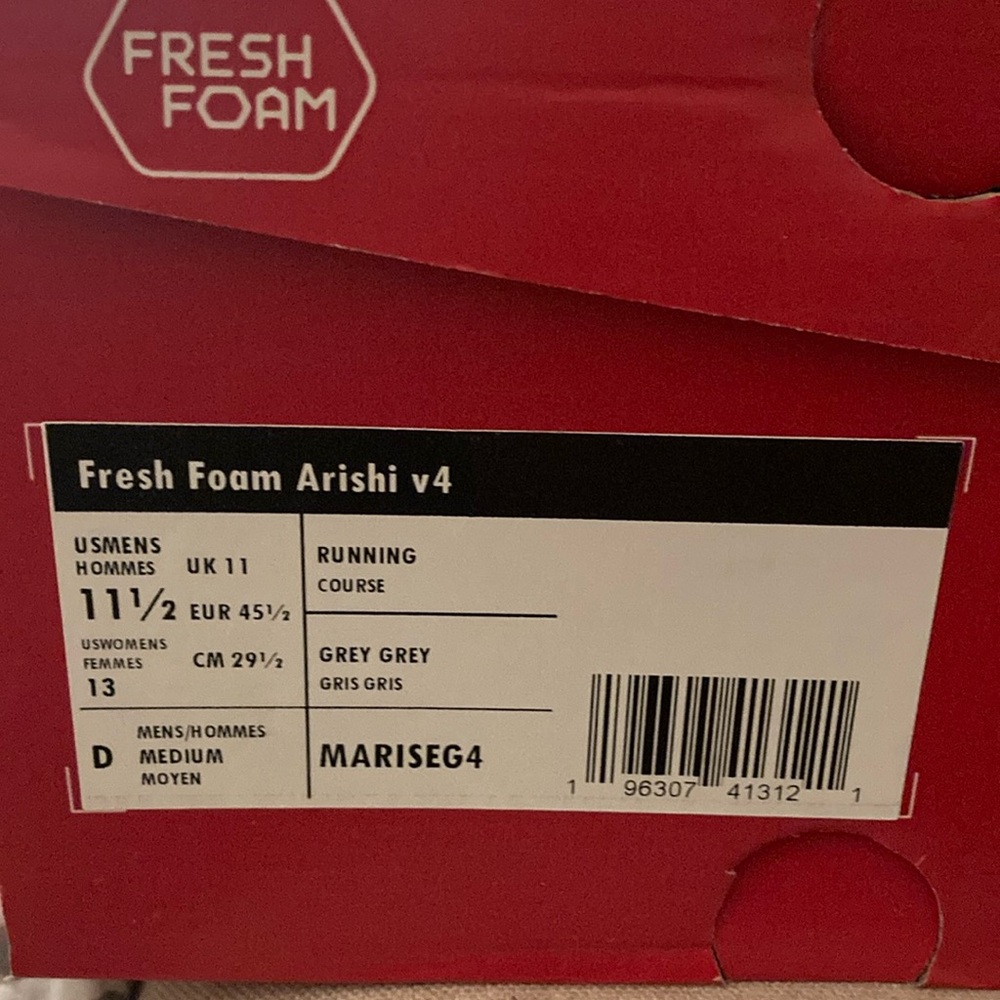 FRESH
FOAM
Fresh Foam Arishi v4
USMENS
HOMMES UK 11
11½ EUR 45½
USWOMENS
FEMMES CM 29½
13
D MENS/HOMMES
MEDIUM
MOYEN
RUNNING
COURSE
GREY GREY
GRIS GRIS
MARISEG4
1 96307 41312 1